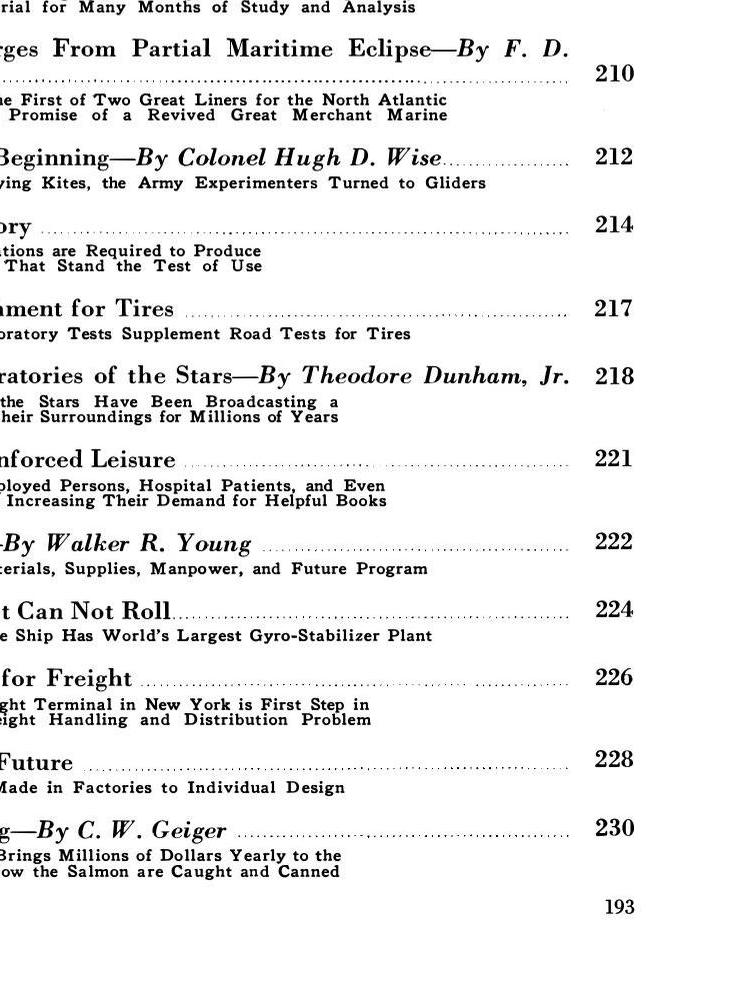 rial for Many Months of Study and Analysis
rges From Partial Maritime Eclipse—By F. D.
210
ne First of Two Great Liners for the North Atlantic
Promise of a Revived Great Merchant Marine
Beginning—By Colonel Hugh D. Wise 212
ying Kites, the Army Experimenters Turned to Gliders
ory 214
ations are Required to Produce
That Stand the Test of Use
nment for Tires 217
oratory Tests Supplement Road Tests for Tires
ratories of the Stars—By Theodore Dunham, Jr. 218
the Stars Have Been Broadcasting a
heir Surroundings for Millions of Years
nforced Leisure 221
ployed Persons, Hospital Patients, and Even
Increasing Their Demand for Helpful Books
—By Walker R. Young 222
terials, Supplies, Manpower, and Future Program
t Can Not Roll 224
e Ship Has World's Largest Gyro-Stabilizer Plant
for Freight 226
ght Terminal in New York is First Step in
eight Handling and Distribution Problem
Future 228
Made in Factories to Individual Design
g—By C. W. Geiger 230
Brings Millions of Dollars Yearly to the
ow the Salmon are Caught and Canned
193